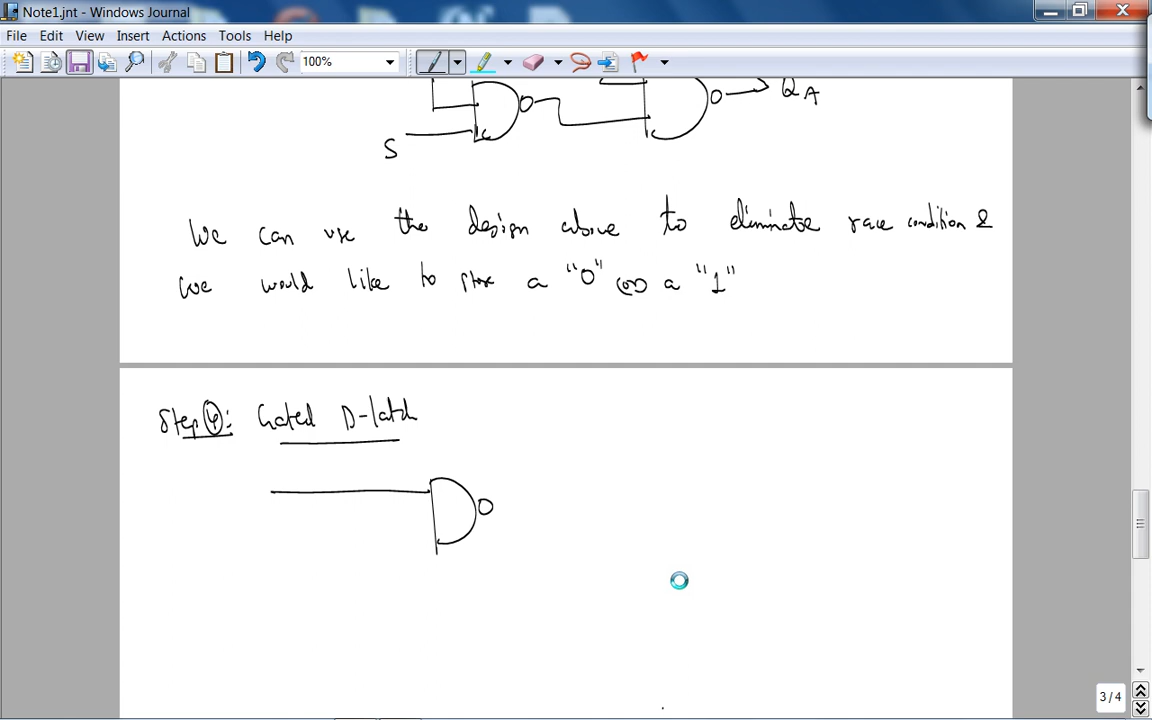 Note1.jnt - Windows Journal
File Edit View Insert Actions Tools Help
100%
QA
S
We can use the design above to eliminate race condition &
we would like to store a "0" (or) a "1"
Step ④: Gated D-latch
3/4